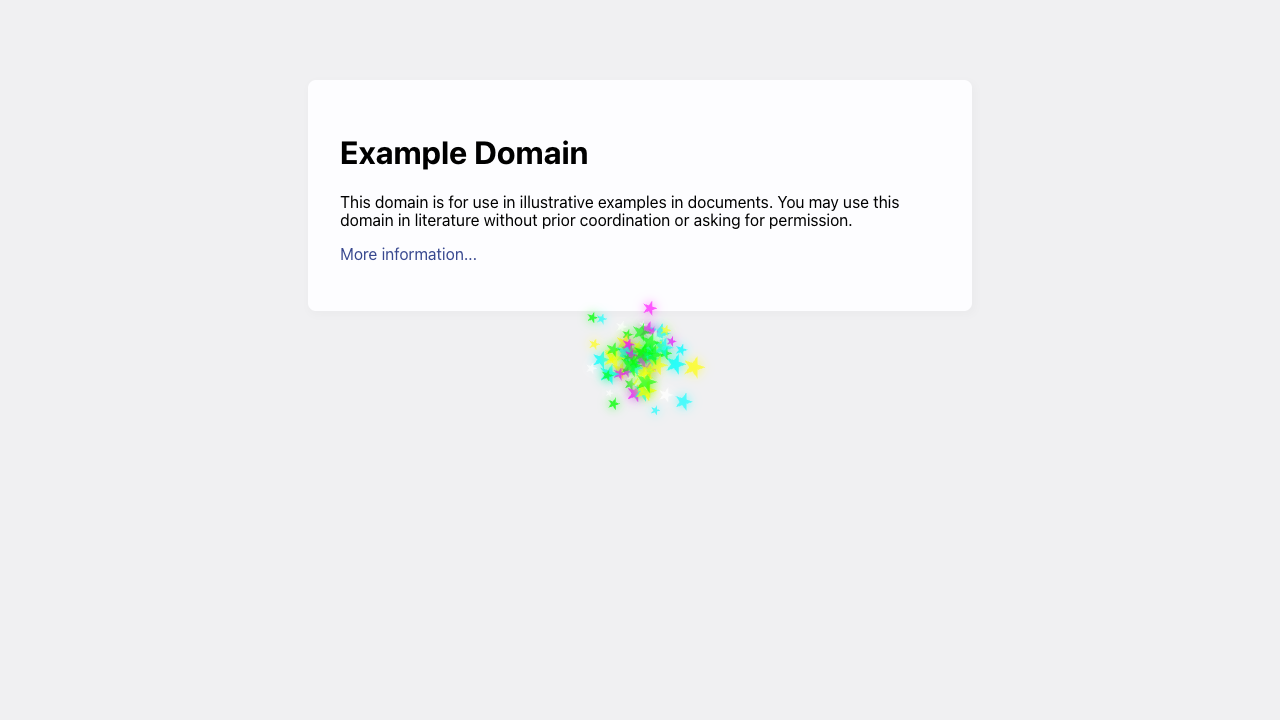 Example Domain
This domain is for use in illustrative examples in documents. You may use this
domain in literature without prior coordination or asking for permission.
More information...